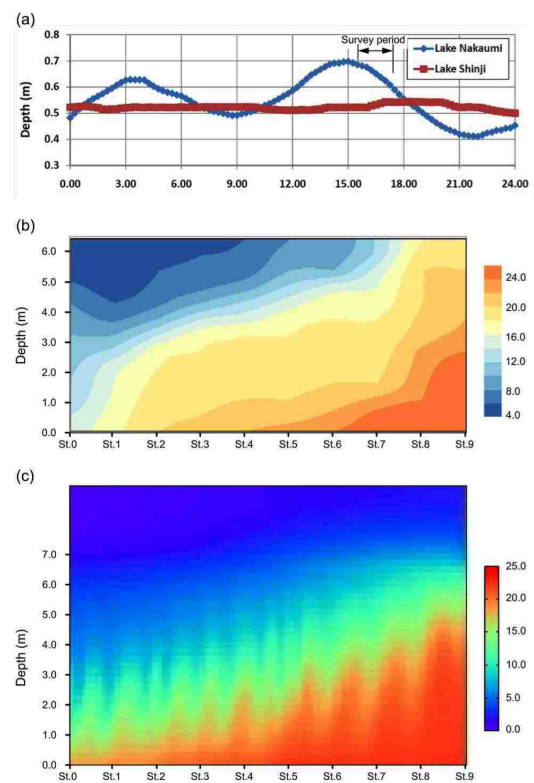 (a)
Survey period
Lake Nakaumi
Lake Shinji
Depth (m)
0.8
0.7
0.6
0.5
0.4
0.3
0.00 3.00 6.00 9.00 12.00 15.00 18.00 21.00 24.00
(b)
Depth (m)
6.0
5.0
4.0
3.0
2.0
1.0
0.0
St.0 St.1 St.2 St.3 St.4 St.5 St.6 St.7 St.8 St.9
24.0
20.0
16.0
12.0
8.0
4.0
(c)
Depth (m)
7.0
6.0
5.0
4.0
3.0
2.0
1.0
0.0
St.0 St.1 St.2 St.3 St.4 St.5 St.6 St.7 St.8 St.9
25.0
20.0
15.0
10.0
5.0
0.0